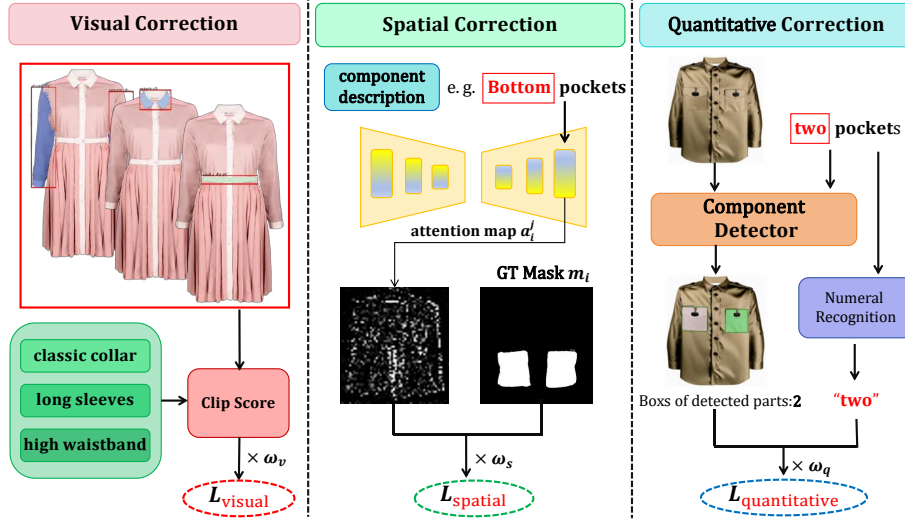 Visual Correction
classic collar
long sleeves
high waistband
Clip Score
× ω_v
L_visual
Spatial Correction
component
description
e. g. Bottom pockets
attention map a_i^j
GT Mask m_i
× ω_s
L_spatial
Quantitative Correction
two pockets
Component
Detector
Numeral
Recognition
Boxs of detected parts:2
“two”
× ω_q
L_quantitative